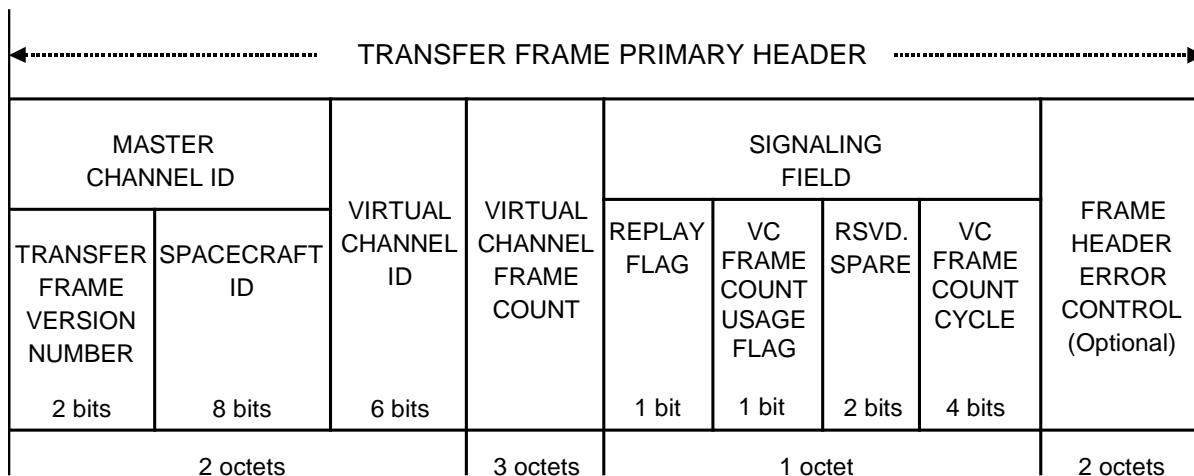 TRANSFER FRAME PRIMARY HEADER
MASTER
CHANNEL ID
TRANSFER
FRAME
VERSION
NUMBER
2 bits
SPACECRAFT
ID
8 bits
VIRTUAL
CHANNEL
ID
6 bits
VIRTUAL
CHANNEL
FRAME
COUNT
SIGNALING
FIELD
REPLAY
FLAG
1 bit
VC
FRAME
COUNT
USAGE
FLAG
1 bit
RSVD.
SPARE
2 bits
VC
FRAME
COUNT
CYCLE
4 bits
FRAME
HEADER
ERROR
CONTROL
(Optional)
2 octets
3 octets
1 octet
2 octets